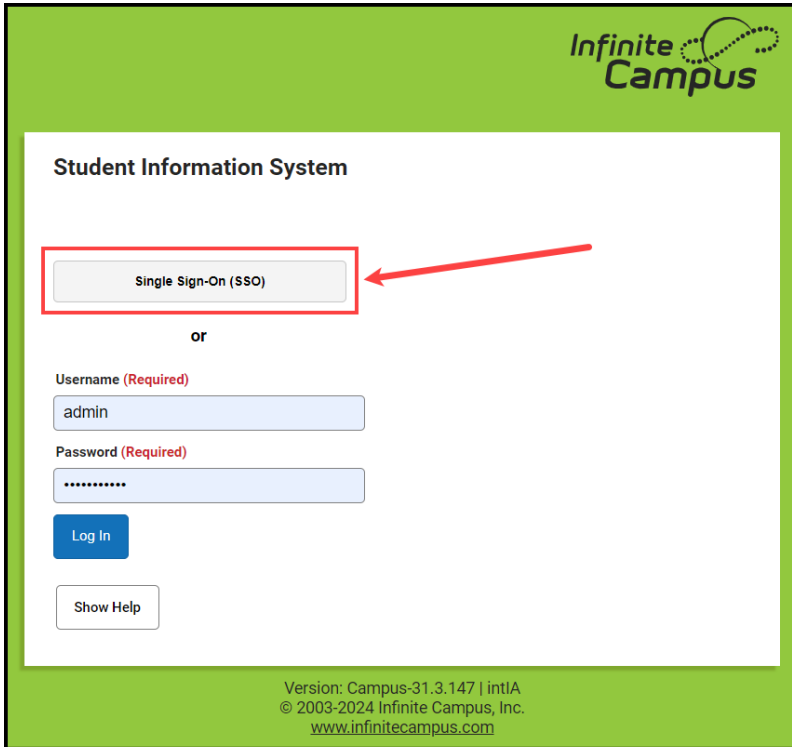 Infinite
Campus
Student Information System
Single Sign-On (SSO)
or
Username (Required)
admin
Password (Required)
•••••••••••
Log In
Show Help
Version: Campus-31.3.147 | intIA
© 2003-2024 Infinite Campus, Inc.
www.infinitecampus.com